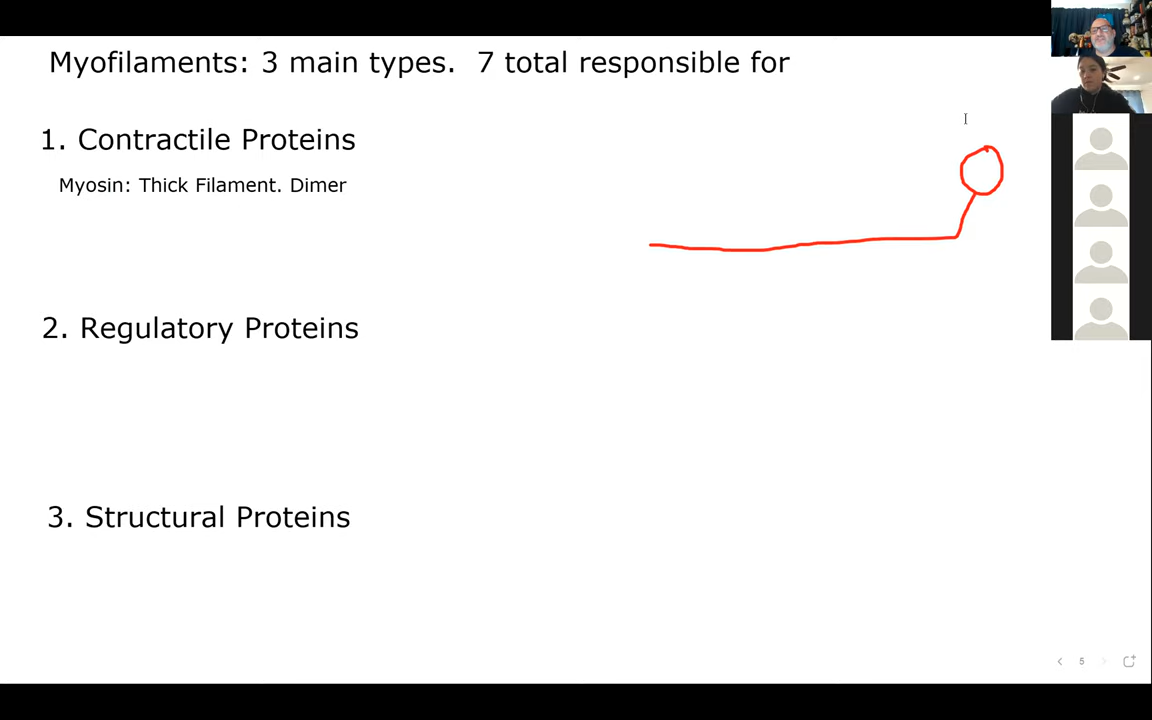 Myofilaments: 3 main types. 7 total responsible for
1. Contractile Proteins
Myosin: Thick Filament. Dimer
2. Regulatory Proteins
3. Structural Proteins
5